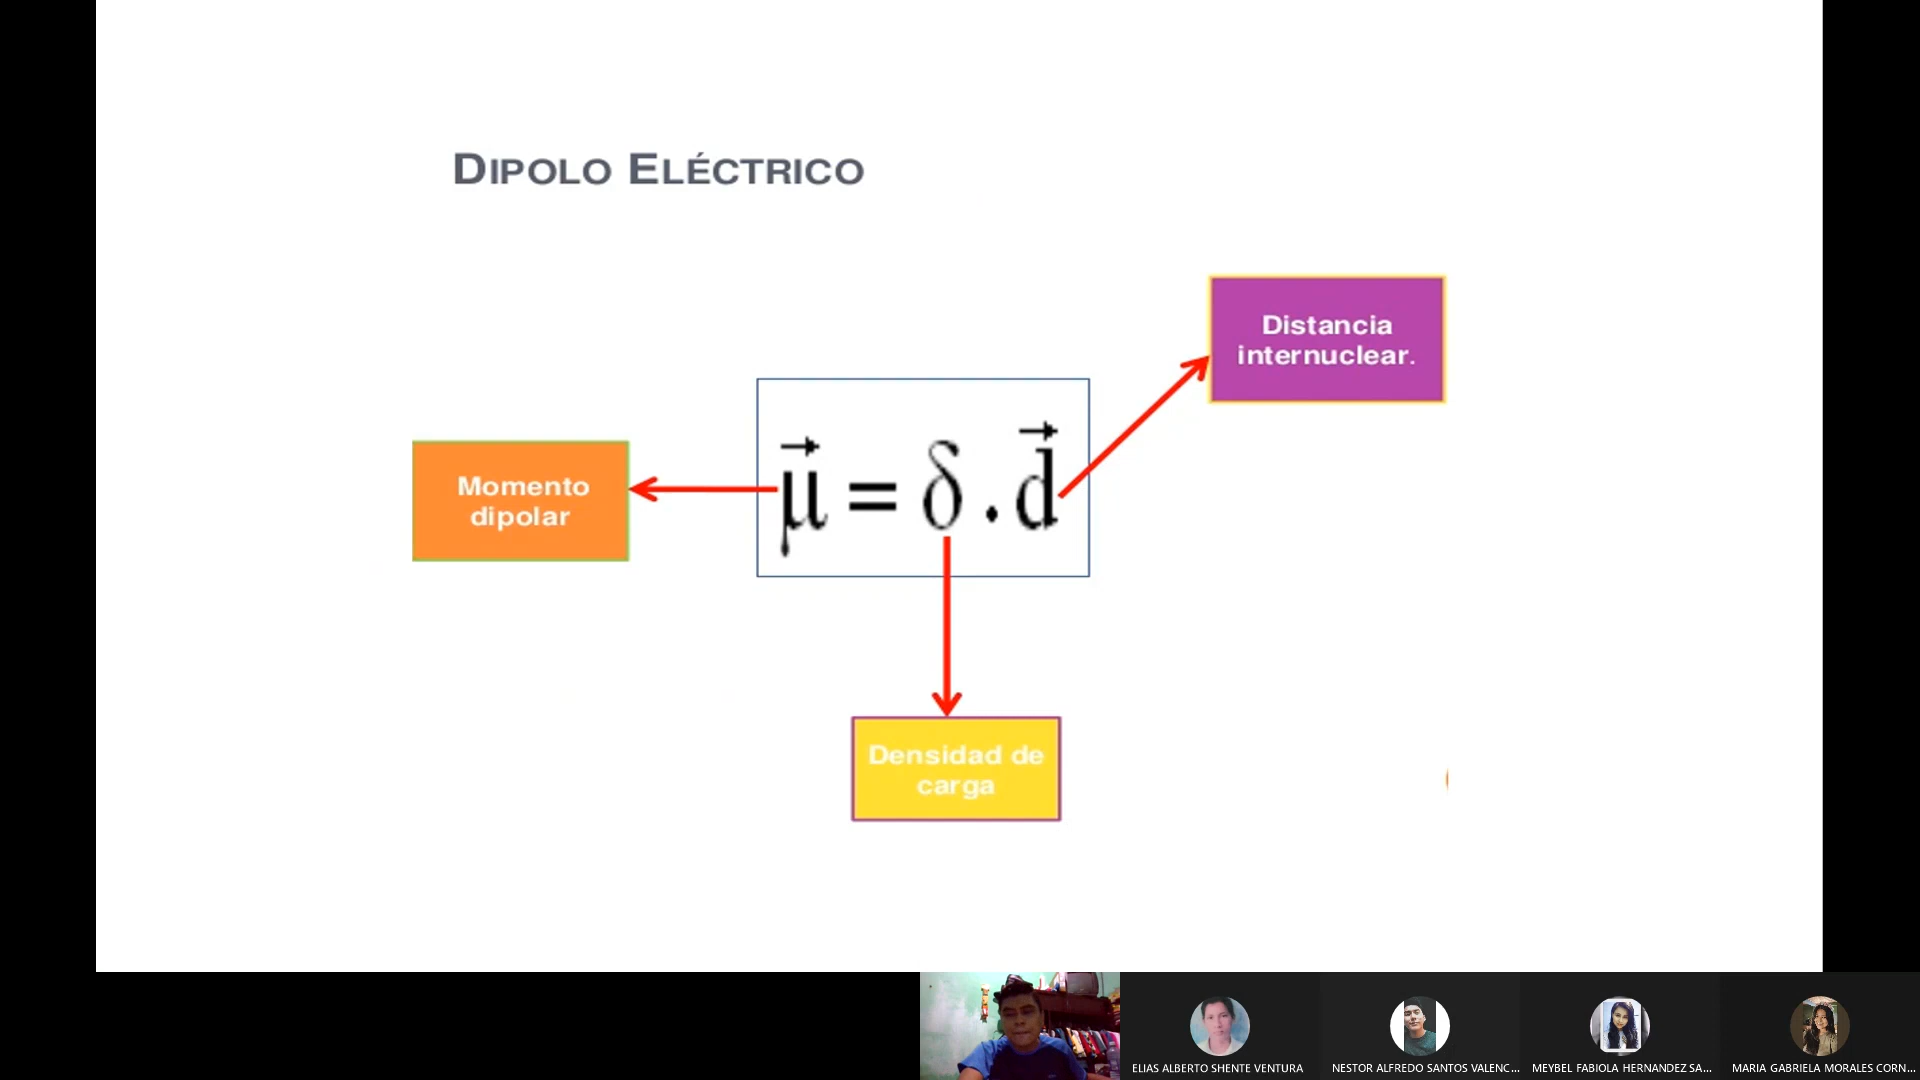 DIPOLO ELÉCTRICO
Distancia
internuclear.
Momento
dipolar
μ = δ . d
Densidad de
carga
ELIAS ALBERTO SHENTE VENTURA
NESTOR ALFREDO SANTOS VALENC...
MEYBEL FABIOLA HERNANDEZ SA...
MARIA GABRIELA MORALES CORN...